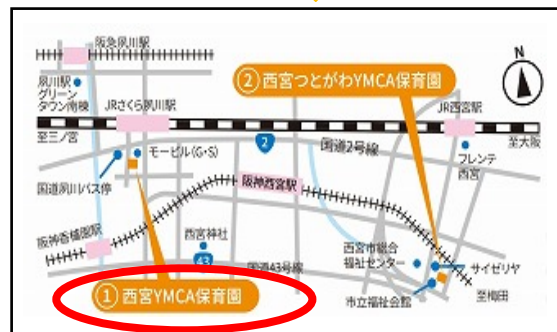 阪急夙川駅
N
夙川駅
グリーン
タウン南棟
JRさくら夙川駅
② 西宮つとがわYMCA保育園
JR西宮駅
至三ノ宮
モービル(G・S)
2
国道2号線
至大阪
フレンテ
西宮
国道夙川バス停
阪神西宮駅
阪神香櫨園駅
西宮神社
43
国道43号線
西宮市総合
福祉センター
サイゼリヤ
① 西宮YMCA保育園
市立福祉会館
至梅田